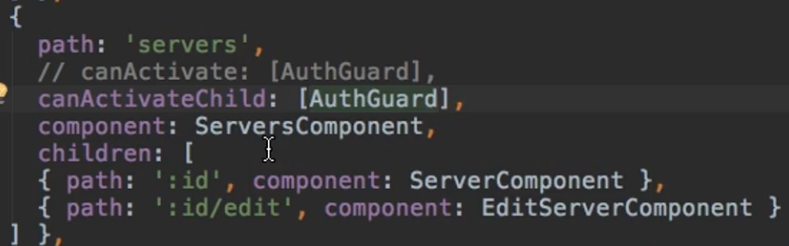 {
path: 'servers',
// canActivate: [AuthGuard],
canActivateChild: [AuthGuard],
component: ServersComponent,
children: [
{ path: ':id', component: ServerComponent },
{ path: ':id/edit', component: EditServerComponent }
] },